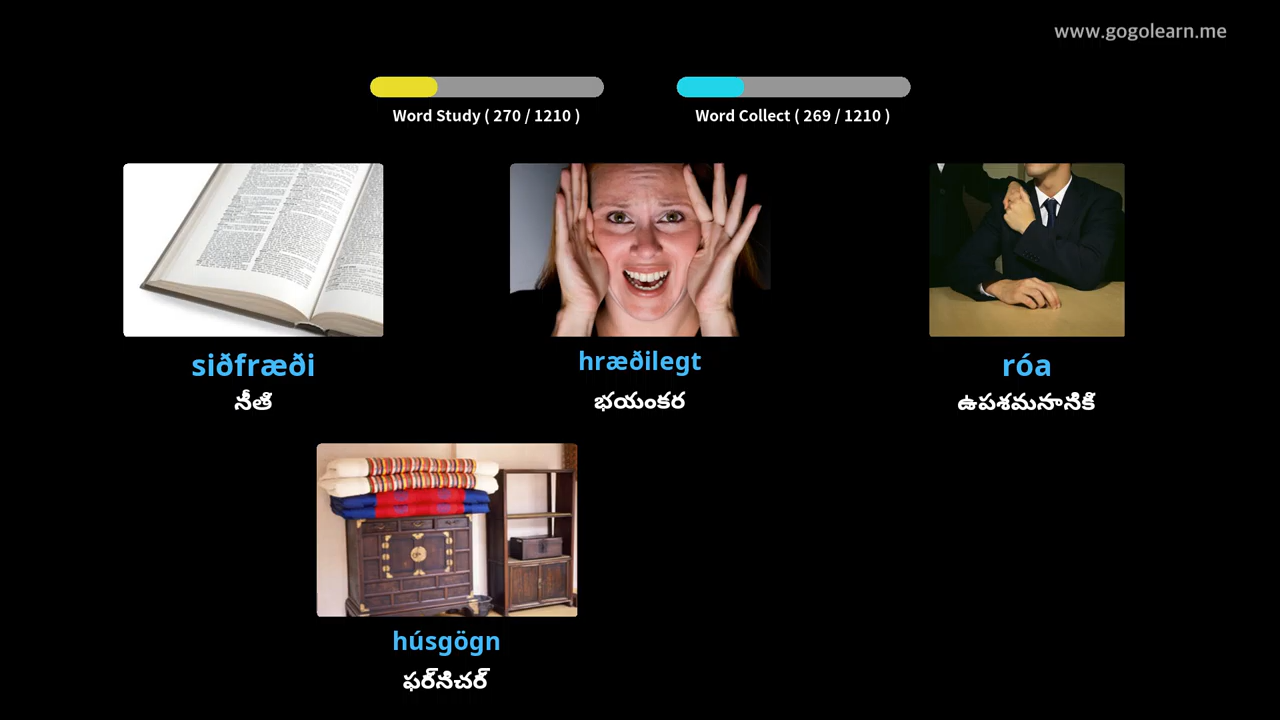 www.gogolearn.me
Word Study ( 270 / 1210 )
Word Collect ( 269 / 1210 )
siðfræði
నీతి
hræðilegt
భయంకర
róa
ఉపశమనానికి
húsgögn
ఫర్నిచర్